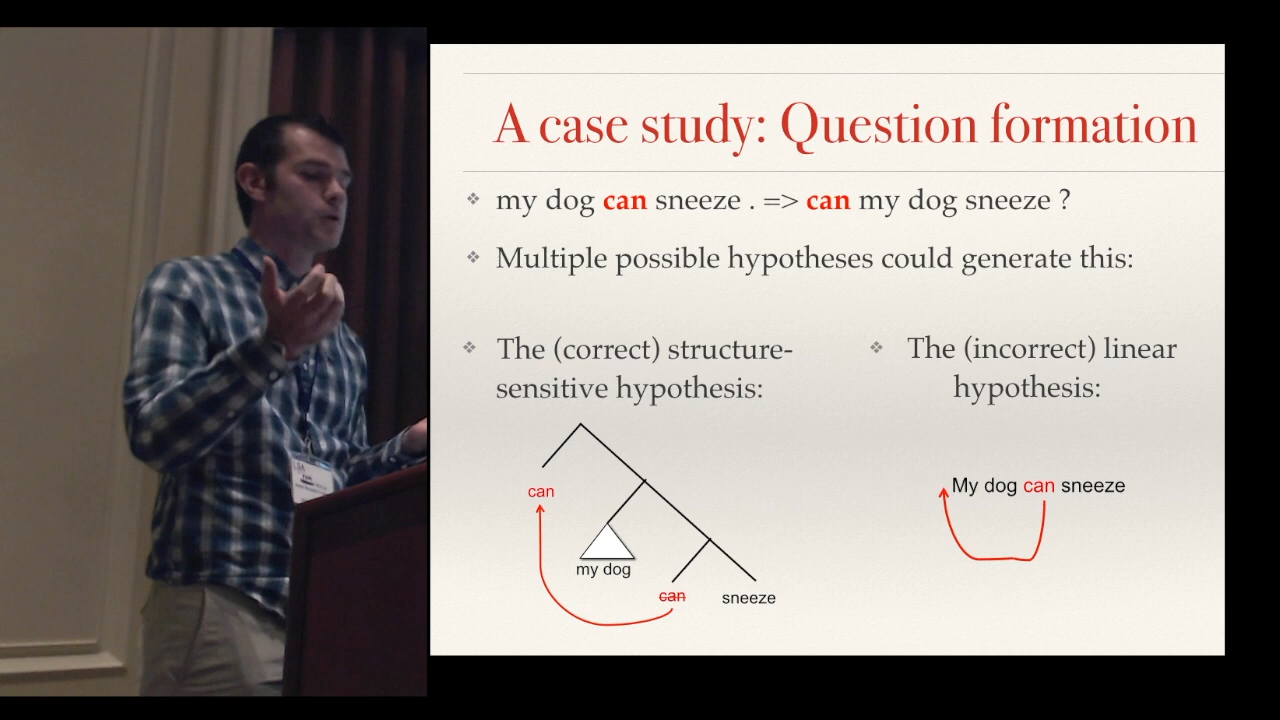 A case study: Question formation
❖ my dog can sneeze . => can my dog sneeze ?
❖ Multiple possible hypotheses could generate this:
❖ The (correct) structure-
sensitive hypothesis:
can
my dog
can
sneeze
❖ The (incorrect) linear
hypothesis:
My dog can sneeze
LSA